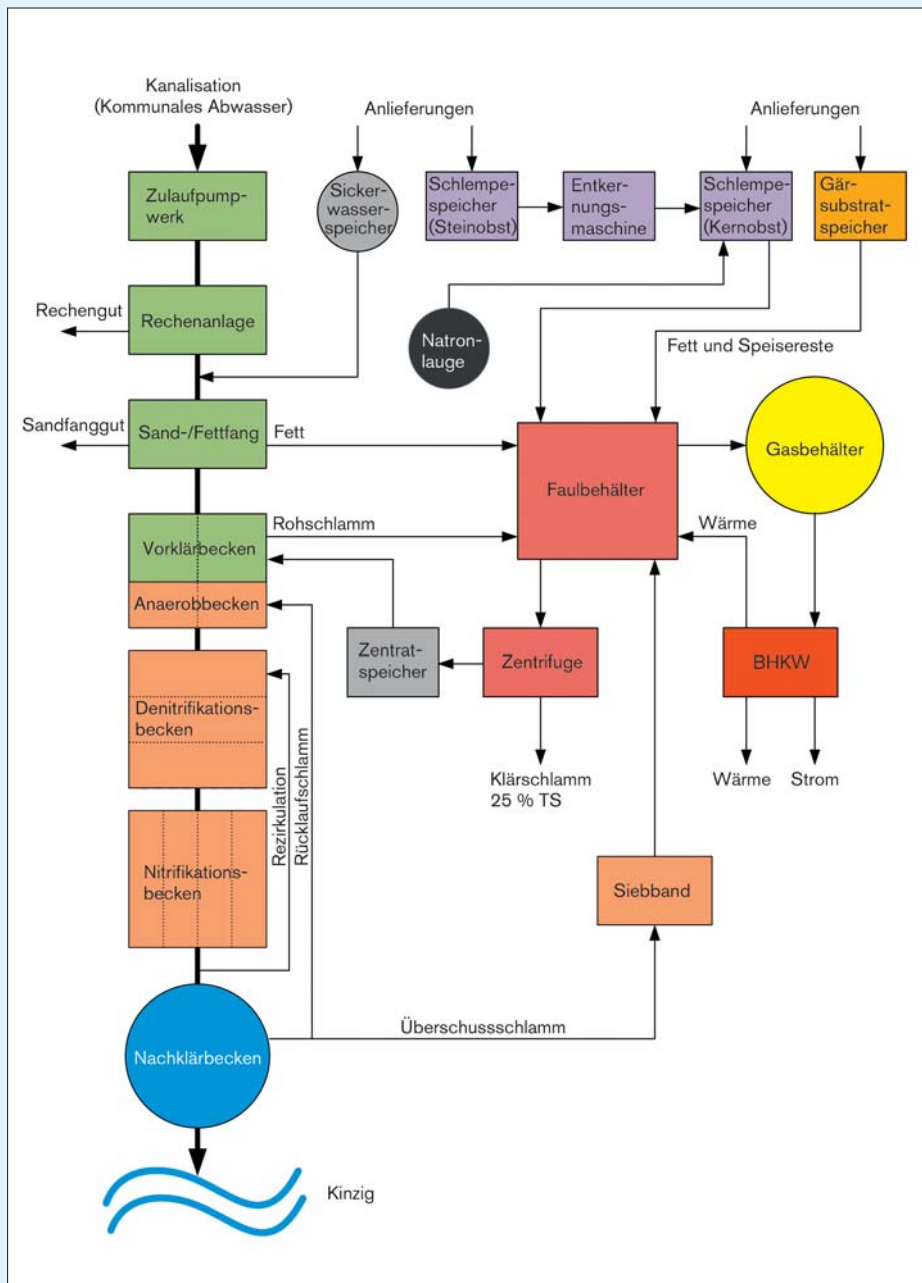 Kanalisation
(Kommunales Abwasser)
Anlieferungen
Anlieferungen
Zulaufpump-
werk
Sicker-
wasser-
speicher
Schlempe-
speicher
(Steinobst)
Entker-
nungs-
maschine
Schlempe-
speicher
(Kernobst)
Gär-
substrat-
speicher
Rechengut
Rechenanlage
Natron-
lauge
Fett und Speisereste
Sandfanggut
Sand-/Fettfang
Fett
Faulbehälter
Gasbehälter
Rohschlamm
Wärme
Vorklärbecken
Anaerobbecken
Zentrat-
speicher
Zentrifuge
BHKW
Denitrifikations-
becken
Klärschlamm
25 % TS
Wärme
Strom
Rezirkulation
Rücklaufschlamm
Nitrifikations-
becken
Siebband
Überschussschlamm
Nachklärbecken
Kinzig